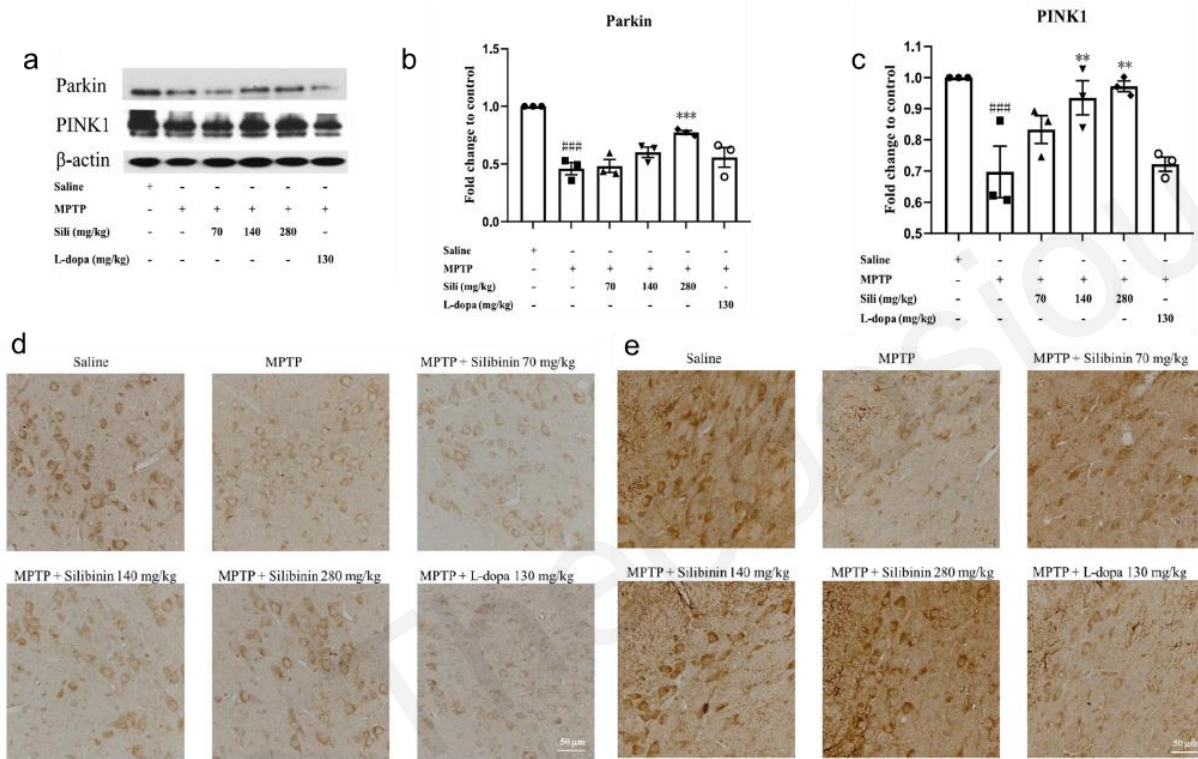 a
Parkin
PINK1
β-actin
Saline + - - - - -
MPTP - + + + + +
Sili (mg/kg) - - 70 140 280 -
L-dopa (mg/kg) - - - - - 130
b
Parkin
Fold change to control
1.5
1.0
0.5
0.0
###
***
Saline + - - - - -
MPTP - + + + + +
Sili (mg/kg) - - 70 140 280 -
L-dopa (mg/kg) - - - - - 130
c
PINK1
Fold change to control
1.1
1.0
0.9
0.8
0.7
0.6
0.5
###
**
**
Saline + - - - - -
MPTP - + + + + +
Sili (mg/kg) - - 70 140 280 -
L-dopa (mg/kg) - - - - - 130
d
Saline
MPTP
MPTP + Silibinin 70 mg/kg
MPTP + Silibinin 140 mg/kg
MPTP + Silibinin 280 mg/kg
MPTP + L-dopa 130 mg/kg
50 μm
e
Saline
MPTP
MPTP + Silibinin 70 mg/kg
MPTP + Silibinin 140 mg/kg
MPTP + Silibinin 280 mg/kg
MPTP + L-dopa 130 mg/kg
50 μm